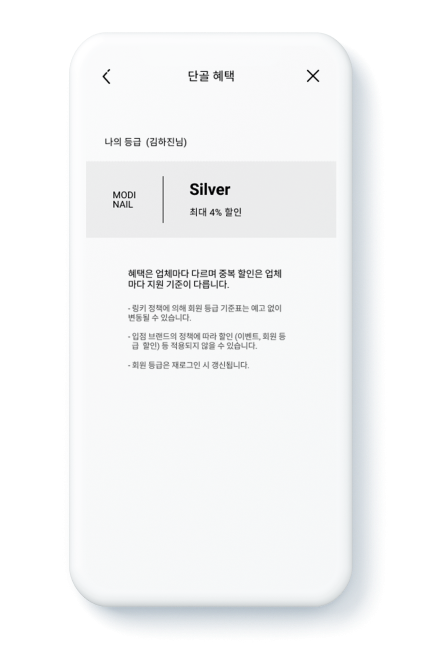 단골 혜택
나의 등급 (김하진님)
MODI
NAIL
Silver
최대 4% 할인
혜택은 업체마다 다르며 중복 할인은 업체
마다 지원 기준이 다릅니다.
- 링키 정책에 의해 회원 등급 기준표는 예고 없이
변동될 수 있습니다.
- 입점 브랜드의 정책에 따라 할인 (이벤트, 회원 등
급 할인) 등 적용되지 않을 수 있습니다.
- 회원 등급은 재로그인 시 갱신됩니다.